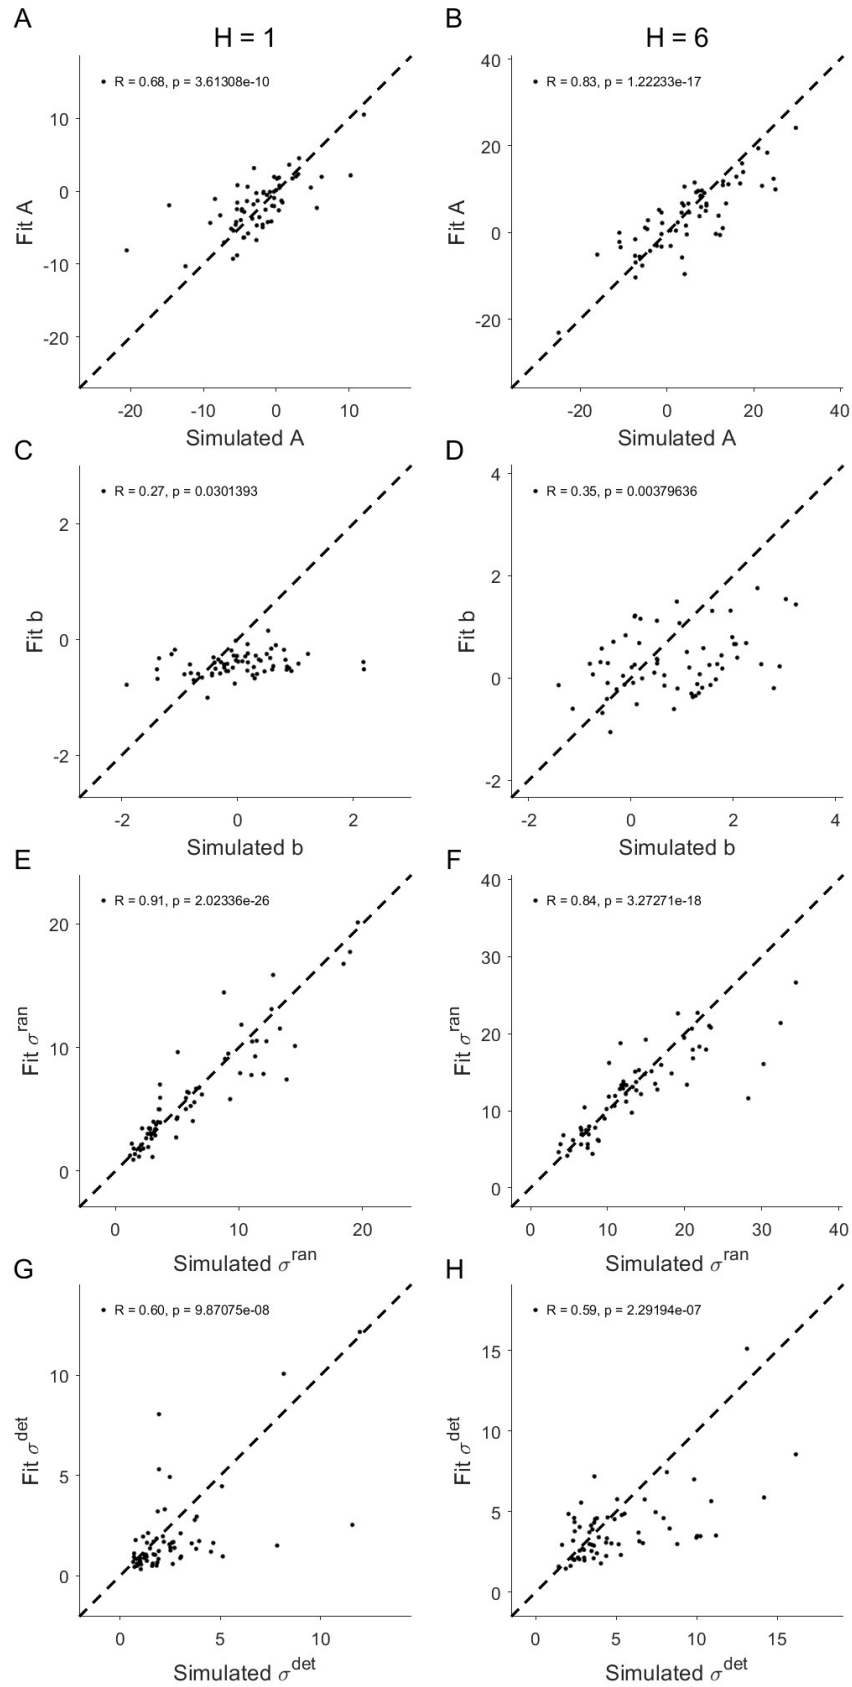 A
B
H = 1
H = 6
R = 0.68, p = 3.61308e-10
10
0
-10
-20
Fit A
-20
-10
0
10
Simulated A
R = 0.83, p = 1.22233e-17
40
20
0
-20
Fit A
-20
0
20
40
Simulated A
C
D
R = 0.27, p = 0.0301393
2
0
-2
Fit b
-2
0
2
Simulated b
R = 0.35, p = 0.00379636
4
2
0
-2
Fit b
-2
0
2
4
Simulated b
E
F
R = 0.91, p = 2.02336e-26
20
10
0
Fit σ^ran
0
10
20
Simulated σ^ran
R = 0.84, p = 3.27271e-18
40
30
20
10
0
Fit σ^ran
0
10
20
30
40
Simulated σ^ran
G
H
R = 0.60, p = 9.87075e-08
10
5
0
Fit σ^det
0
5
10
Simulated σ^det
R = 0.59, p = 2.29194e-07
15
10
5
0
Fit σ^det
0
5
10
15
Simulated σ^det